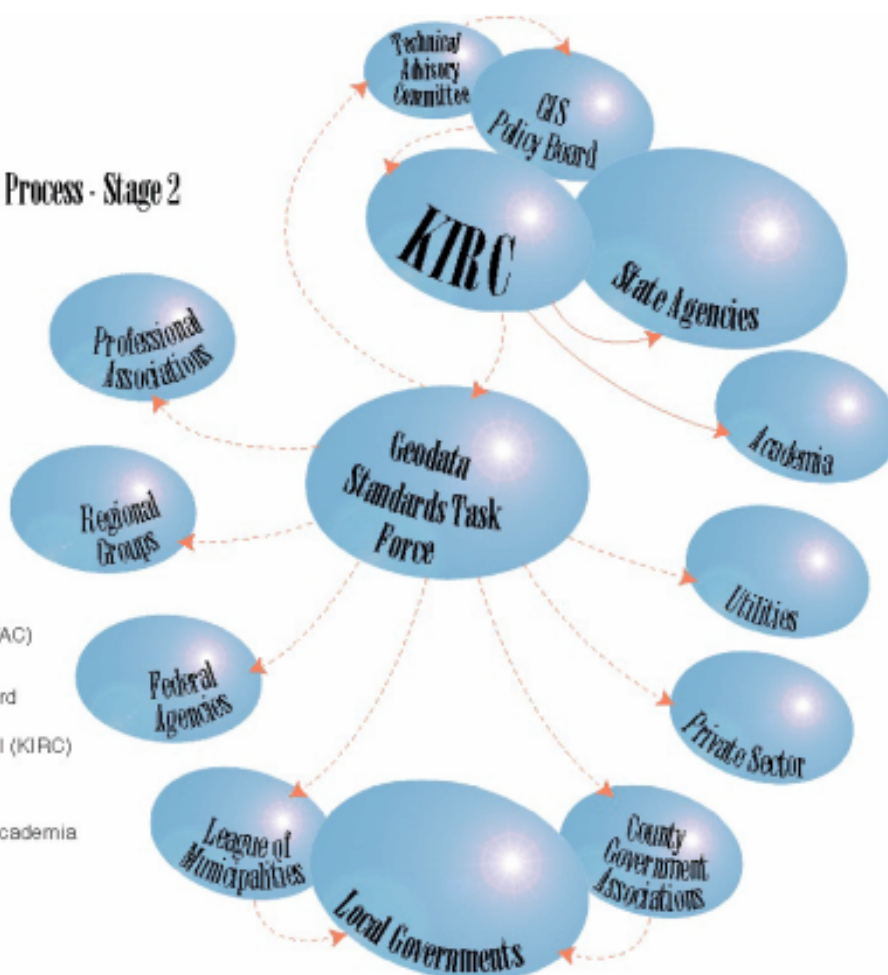 Technical
Advisory
Committee
GIS
Policy Board
Process - Stage 2
KIRC
State Agencies
Professional
Associations
Academia
Geodata
Standards Task
Force
Regional
Groups
Utilities
AC)
Federal
Agencies
rd
Private Sector
l (KIRC)
League of
Municipalities
County
Government
Associations
cademia
Local Governments